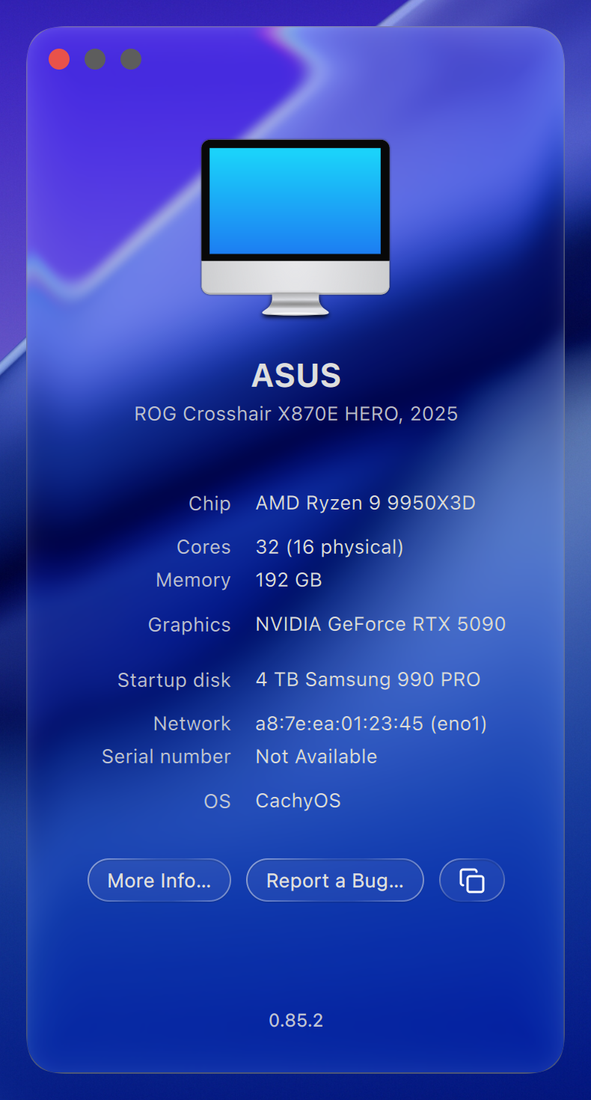 ASUS
ROG Crosshair X870E HERO, 2025
Chip AMD Ryzen 9 9950X3D
Cores 32 (16 physical)
Memory 192 GB
Graphics NVIDIA GeForce RTX 5090
Startup disk 4 TB Samsung 990 PRO
Network a8:7e:ea:01:23:45 (eno1)
Serial number Not Available
OS CachyOS
More Info... Report a Bug...
0.85.2